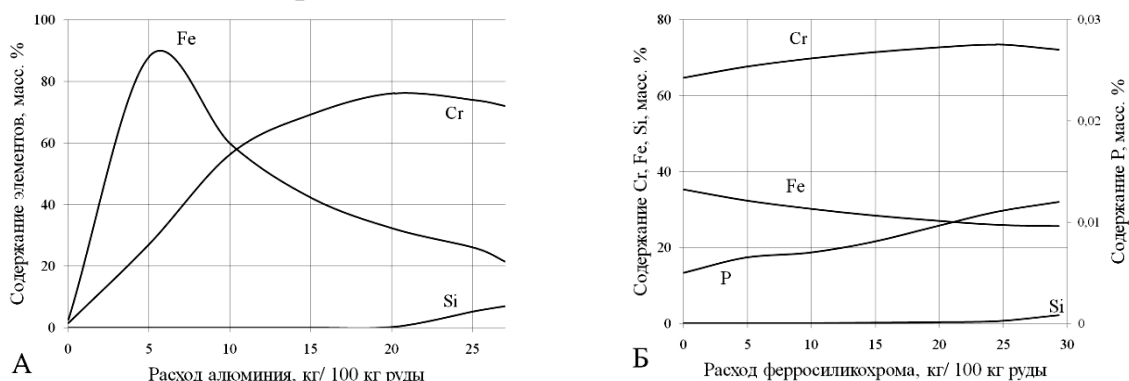 100
80
60
40
20
0
Содержание элементов, масс. %
Fe
Cr
Si
0 5 10 15 20 25
А
Расход алюминия, кг/ 100 кг руды
80
60
40
20
0
Содержание Cr, Fe, Si, масс. %
Cr
Fe
P
Si
0,03
0,02
0,01
0
Содержание P, масс. %
0 5 10 15 20 25 30
Б
Расход ферросиликохрома, кг/ 100 кг руды